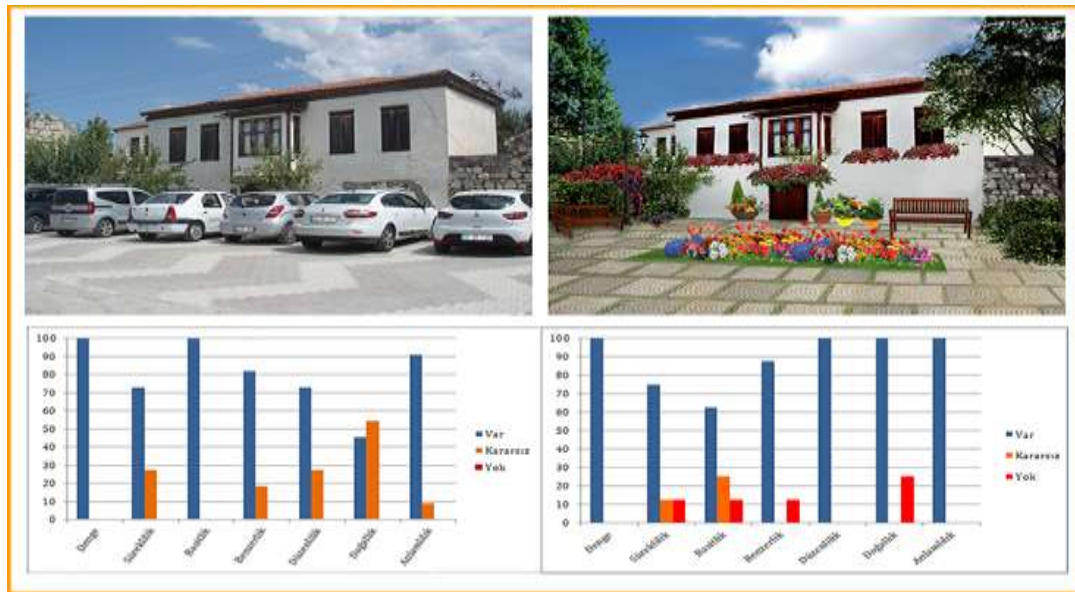 100
90
80
70
60
50
40
30
20
10
0
Denge
Süreklilik
Basitlik
Benzerlik
Düzenlilik
Doğallık
Anlamlılık
Var
Kararsız
Yok
100
90
80
70
60
50
40
30
20
10
0
Denge
Süreklilik
Basitlik
Benzerlik
Düzenlilik
Doğallık
Anlamlılık
Var
Kararsız
Yok